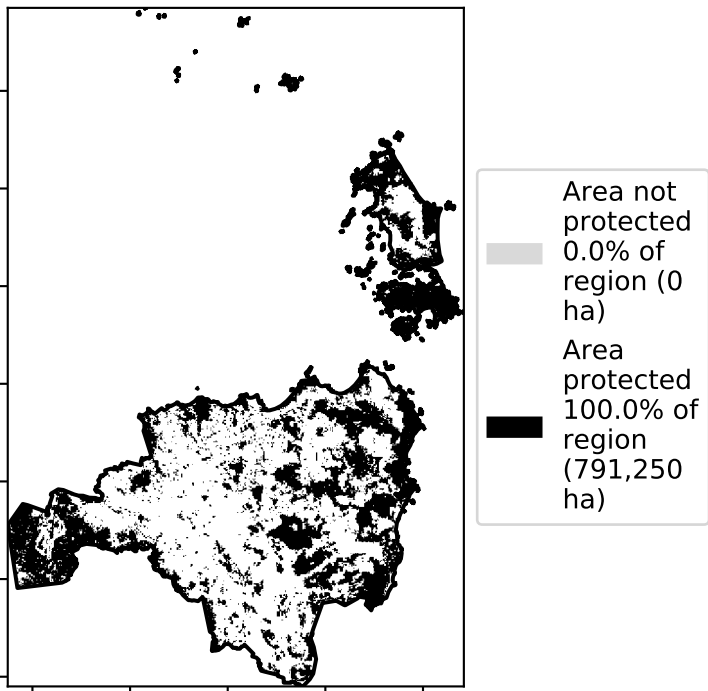 Area not
protected
0.0% of
region (0
ha)
Area
protected
100.0% of
region
(791,250
ha)